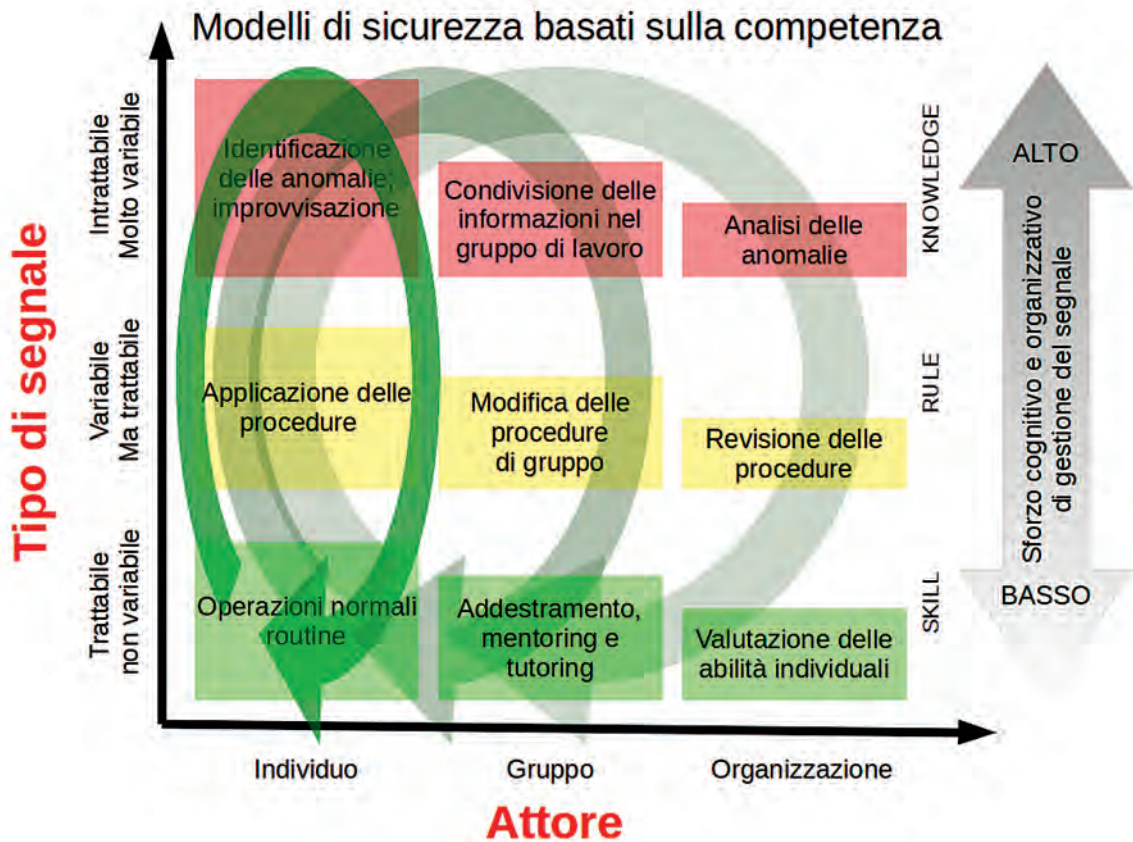 Modelli di sicurezza basati sulla competenza
Tipo di segnale
Intrattabile
Molto variabile
Identificazione
delle anomalie;
improvvisazione
Condivisione delle
informazioni nel
gruppo di lavoro
Analisi delle
anomalie
KNOWLEDGE
Variabile
Ma trattabile
Applicazione delle
procedure
Modifica delle
procedure
di gruppo
Revisione delle
procedure
RULE
Trattabile
non variabile
Operazioni normali
routine
Addestramento,
mentoring e
tutoring
Valutazione delle
abilità individuali
SKILL
ALTO
Sforzo cognitivo e organizzativo
di gestione del segnale
BASSO
Individuo
Gruppo
Organizzazione
Attore